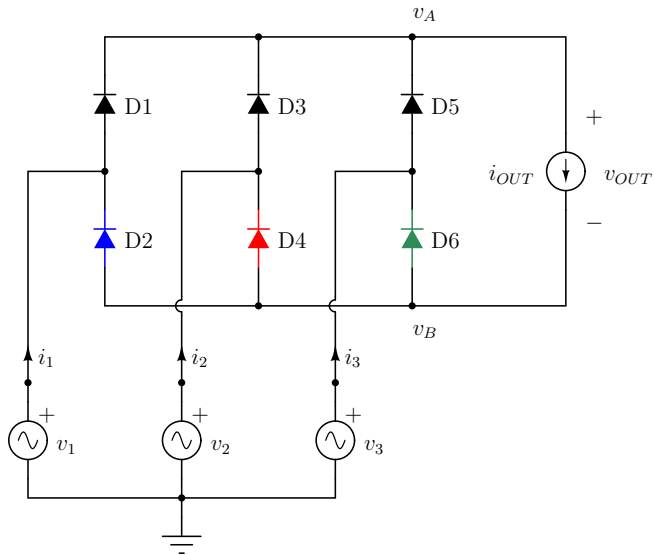 v_A
D1 D3 D5
+
i_OUT v_OUT
D2 D4 D6
−
v_B
i_1 i_2 i_3
+ + +
v_1 v_2 v_3